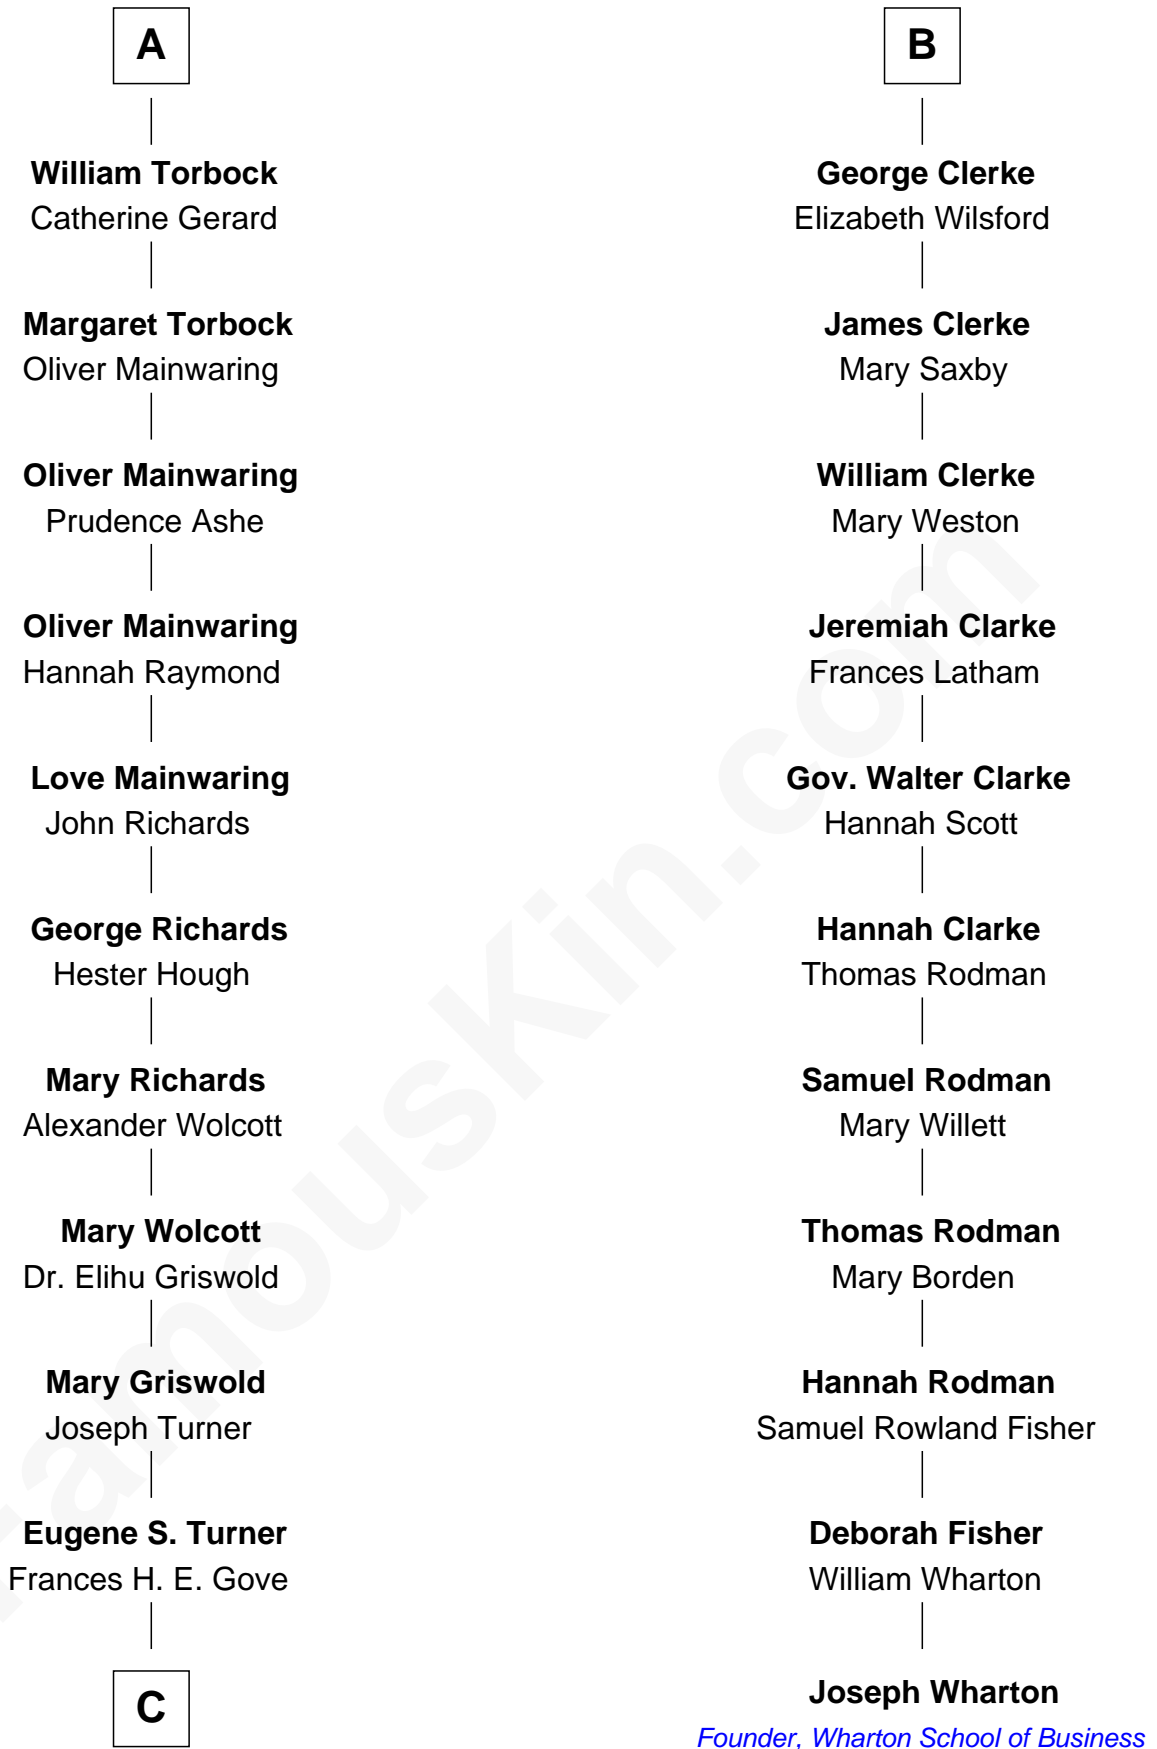 A
William Torbock
Catherine Gerard
Margaret Torbock
Oliver Mainwaring
Oliver Mainwaring
Prudence Ashe
Oliver Mainwaring
Hannah Raymond
Love Mainwaring
John Richards
George Richards
Hester Hough
Mary Richards
Alexander Wolcott
Mary Wolcott
Dr. Elihu Griswold
Mary Griswold
Joseph Turner
Eugene S. Turner
Frances H. E. Gove
C
B
George Clerke
Elizabeth Wilsford
James Clerke
Mary Saxby
William Clerke
Mary Weston
Jeremiah Clarke
Frances Latham
Gov. Walter Clarke
Hannah Scott
Hannah Clarke
Thomas Rodman
Samuel Rodman
Mary Willett
Thomas Rodman
Mary Borden
Hannah Rodman
Samuel Rowland Fisher
Deborah Fisher
William Wharton
Joseph Wharton
Founder, Wharton School of Business
FamousKin.com